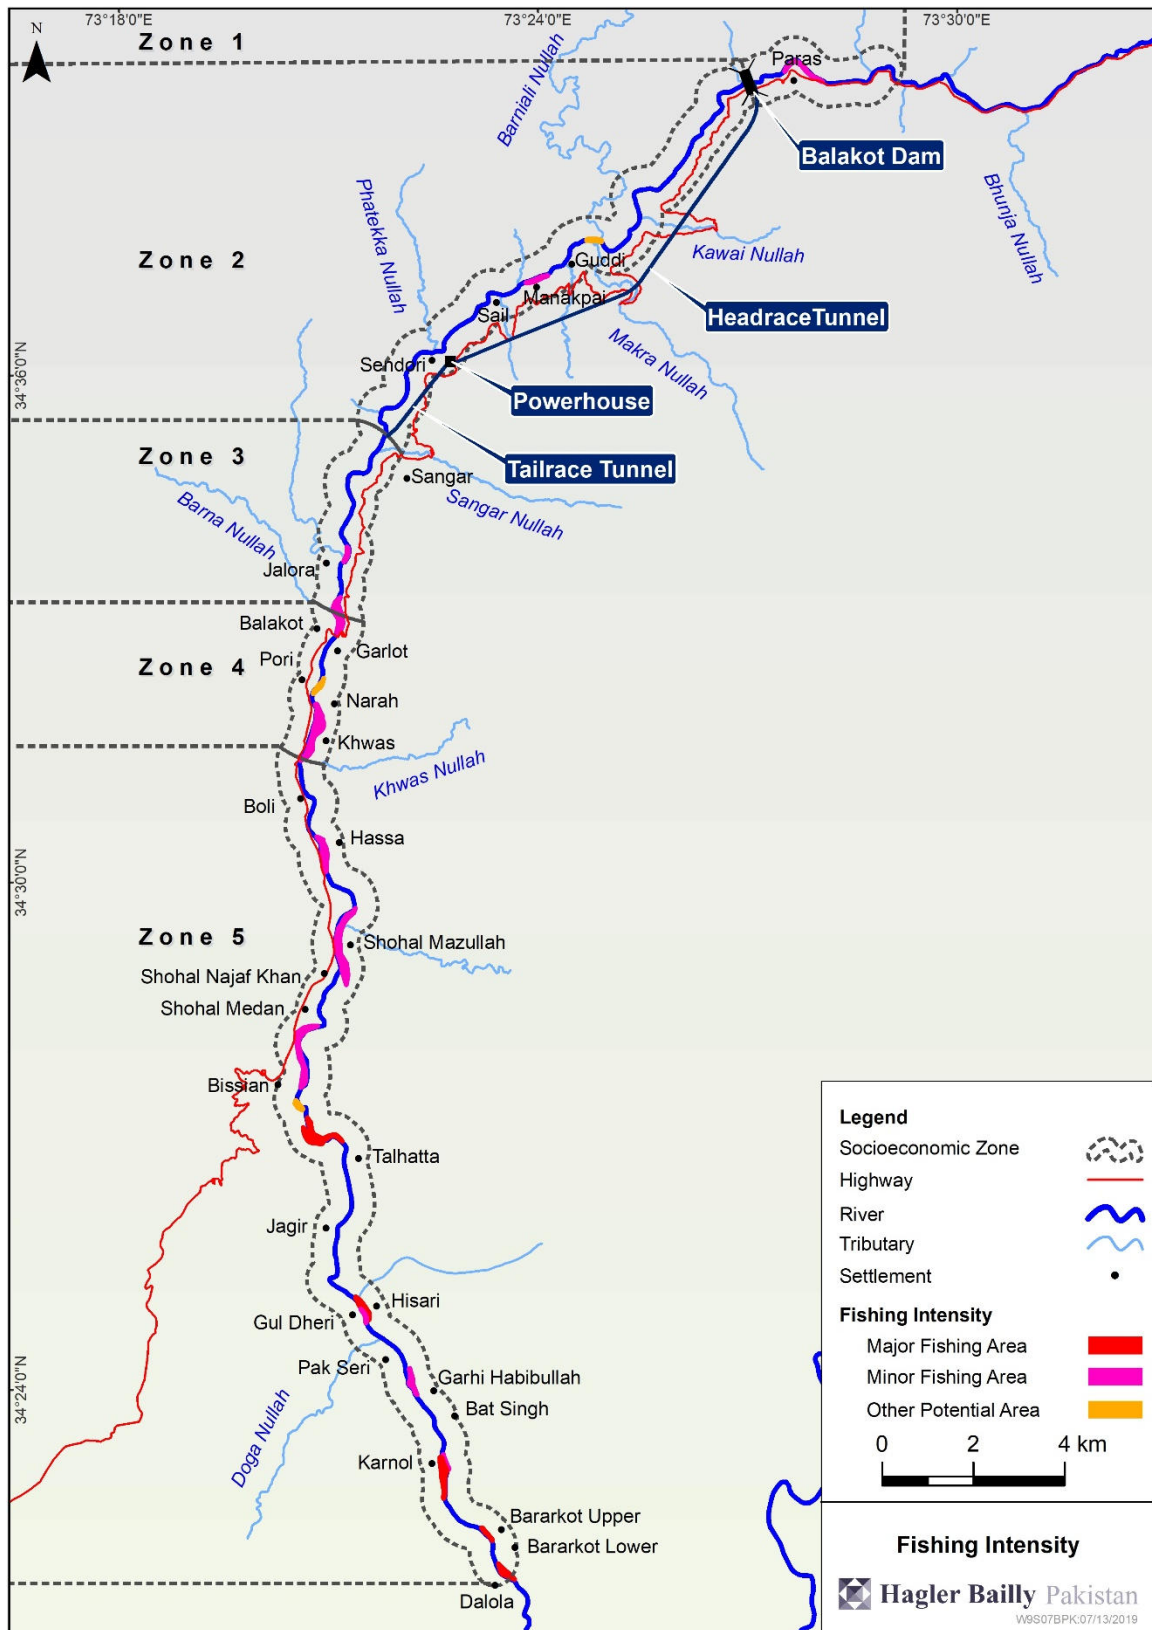 73°18'0"E
73°24'0"E
73°30'0"E
N
Zone 1
Paras
Barniali Nullah
Balakot Dam
Bhunja Nullah
Phatekka Nullah
Zone 2
Guddi
Kawai Nullah
Manakpai
Sail
HeadraceTunnel
Makra Nullah
Sendori
34°36'0"N
Powerhouse
Zone 3
Tailrace Tunnel
Sangar
Sangar Nullah
Barna Nullah
Jalora
Balakot
Garlot
Pori
Zone 4
Narah
Khwas
Khwas Nullah
Boli
Hassa
34°30'0"N
Zone 5
Shohal Mazullah
Shohal Najaf Khan
Shohal Medan
Bissian
Talhatta
Jagir
Hisari
Gul Dheri
Pak Seri
Garhi Habibullah
34°24'0"N
Bat Singh
Doga Nullah
Karnol
Bararkot Upper
Bararkot Lower
Dalola
Legend
Socioeconomic Zone
Highway
River
Tributary
Settlement
Fishing Intensity
Major Fishing Area
Minor Fishing Area
Other Potential Area
0 2 4 km
Fishing Intensity
Hagler Bailly Pakistan
W9S07BPK:07/13/2019